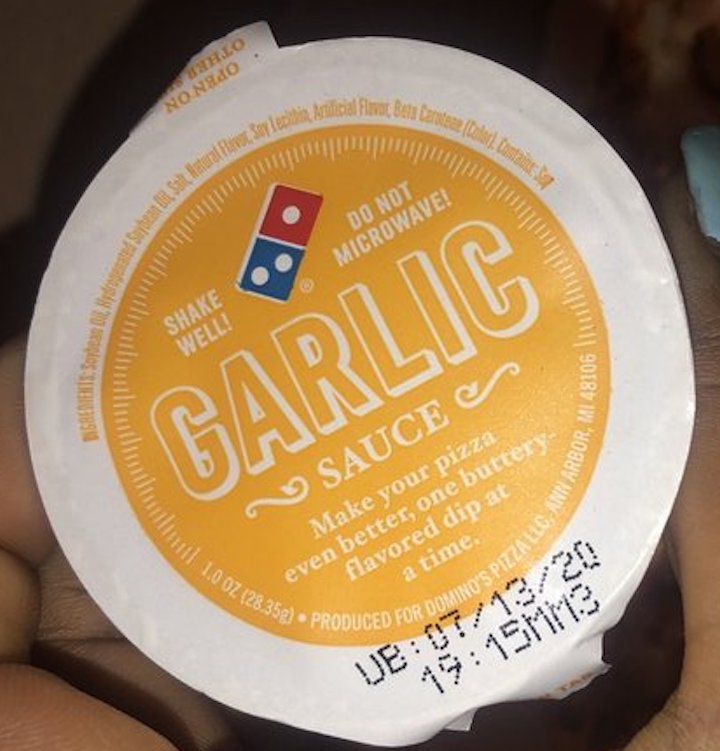 OPEN ON
OTHER
INGREDIENTS: Soybean Oil, Hydrogenated Soybean Oil, Salt, Natural Flavor, Soy Lecithin, Artificial Flavor, Beta Carotene (Color). Contains: Soy
DO NOT
MICROWAVE!
SHAKE
WELL!
®
GARLIC
SAUCE
Make your pizza
even better, one buttery-
flavored dip at
a time.
1.0 OZ (28.35g) • PRODUCED FOR DOMINO'S PIZZA LLC, ANN ARBOR, MI 48106
UB:07/13/20
19:15MM3
TAB